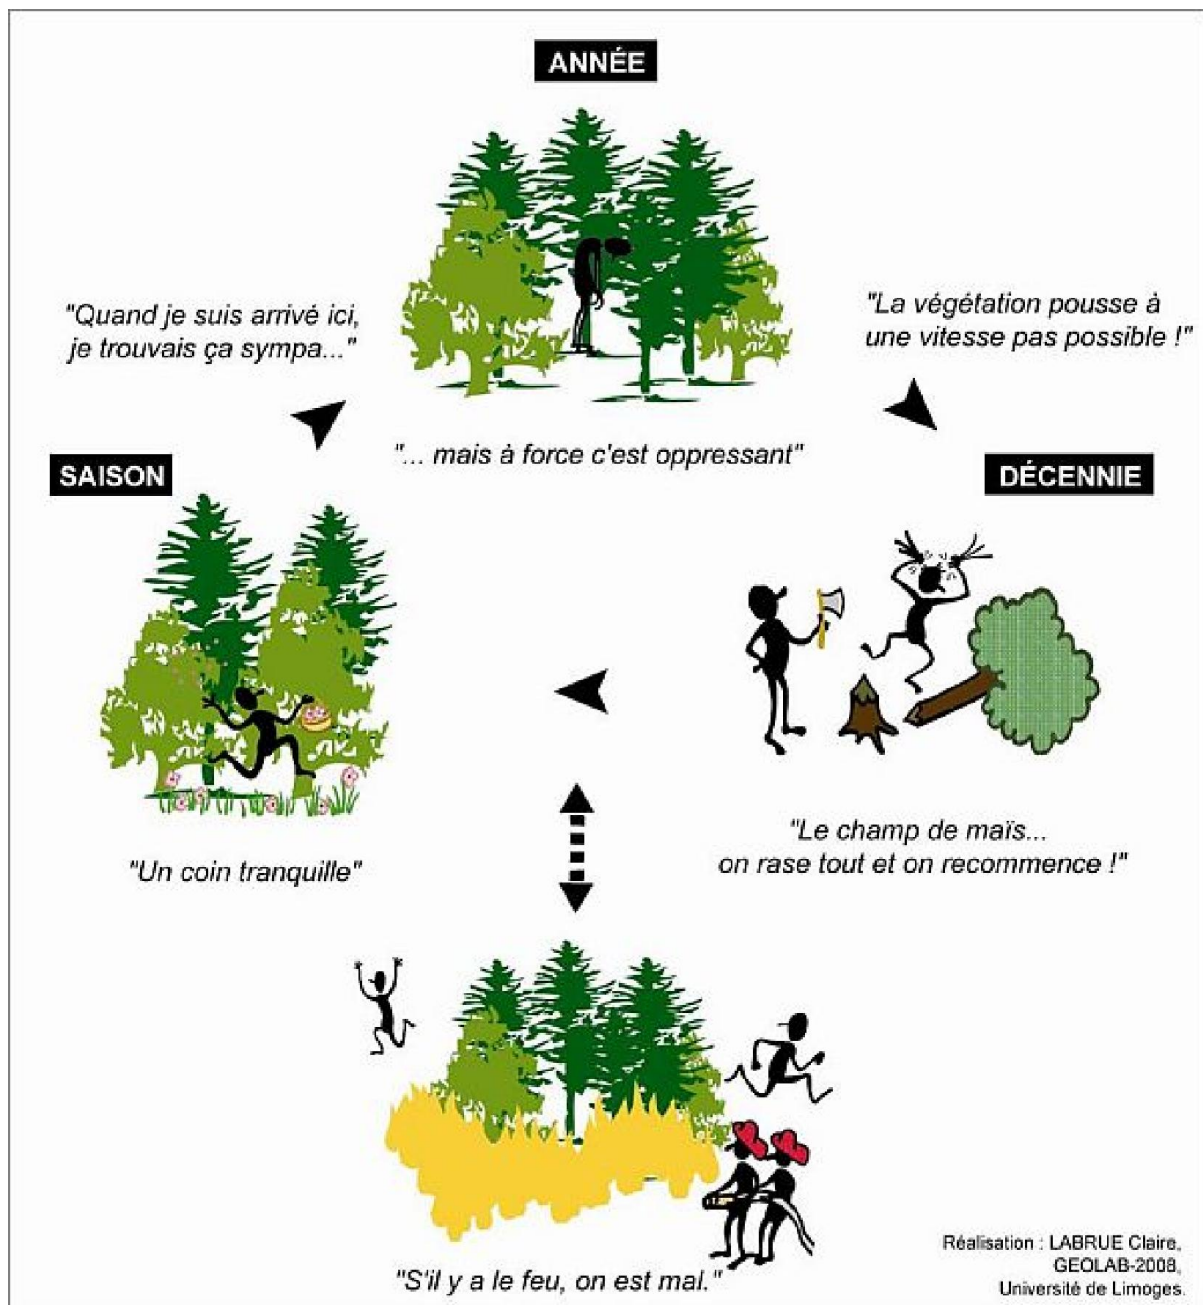 ANNÉE
"Quand je suis arrivé ici,
je trouvais ça sympa..."
"La végétation pousse à
une vitesse pas possible !"
"... mais à force c'est oppressant"
SAISON
DÉCENNIE
"Un coin tranquille"
"Le champ de maïs...
on rase tout et on recommence !"
"S'il y a le feu, on est mal."
Réalisation : LABRUE Claire,
GEOLAB-2008,
Université de Limoges.